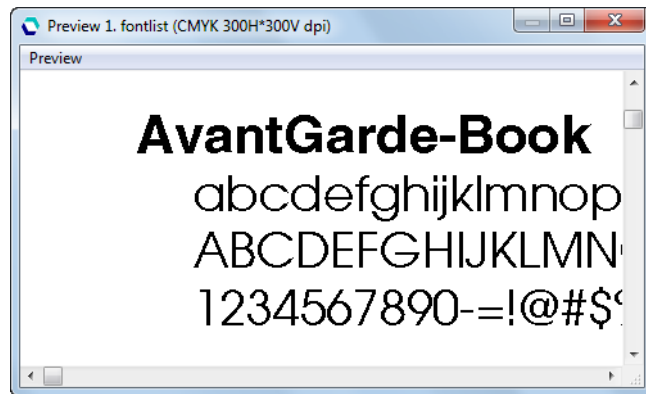 Preview 1. fontlist (CMYK 300H*300V dpi)
Preview
AvantGarde-Book
abcdefghijklmnop
ABCDEFGHIJKLMN
1234567890-=!@#$%